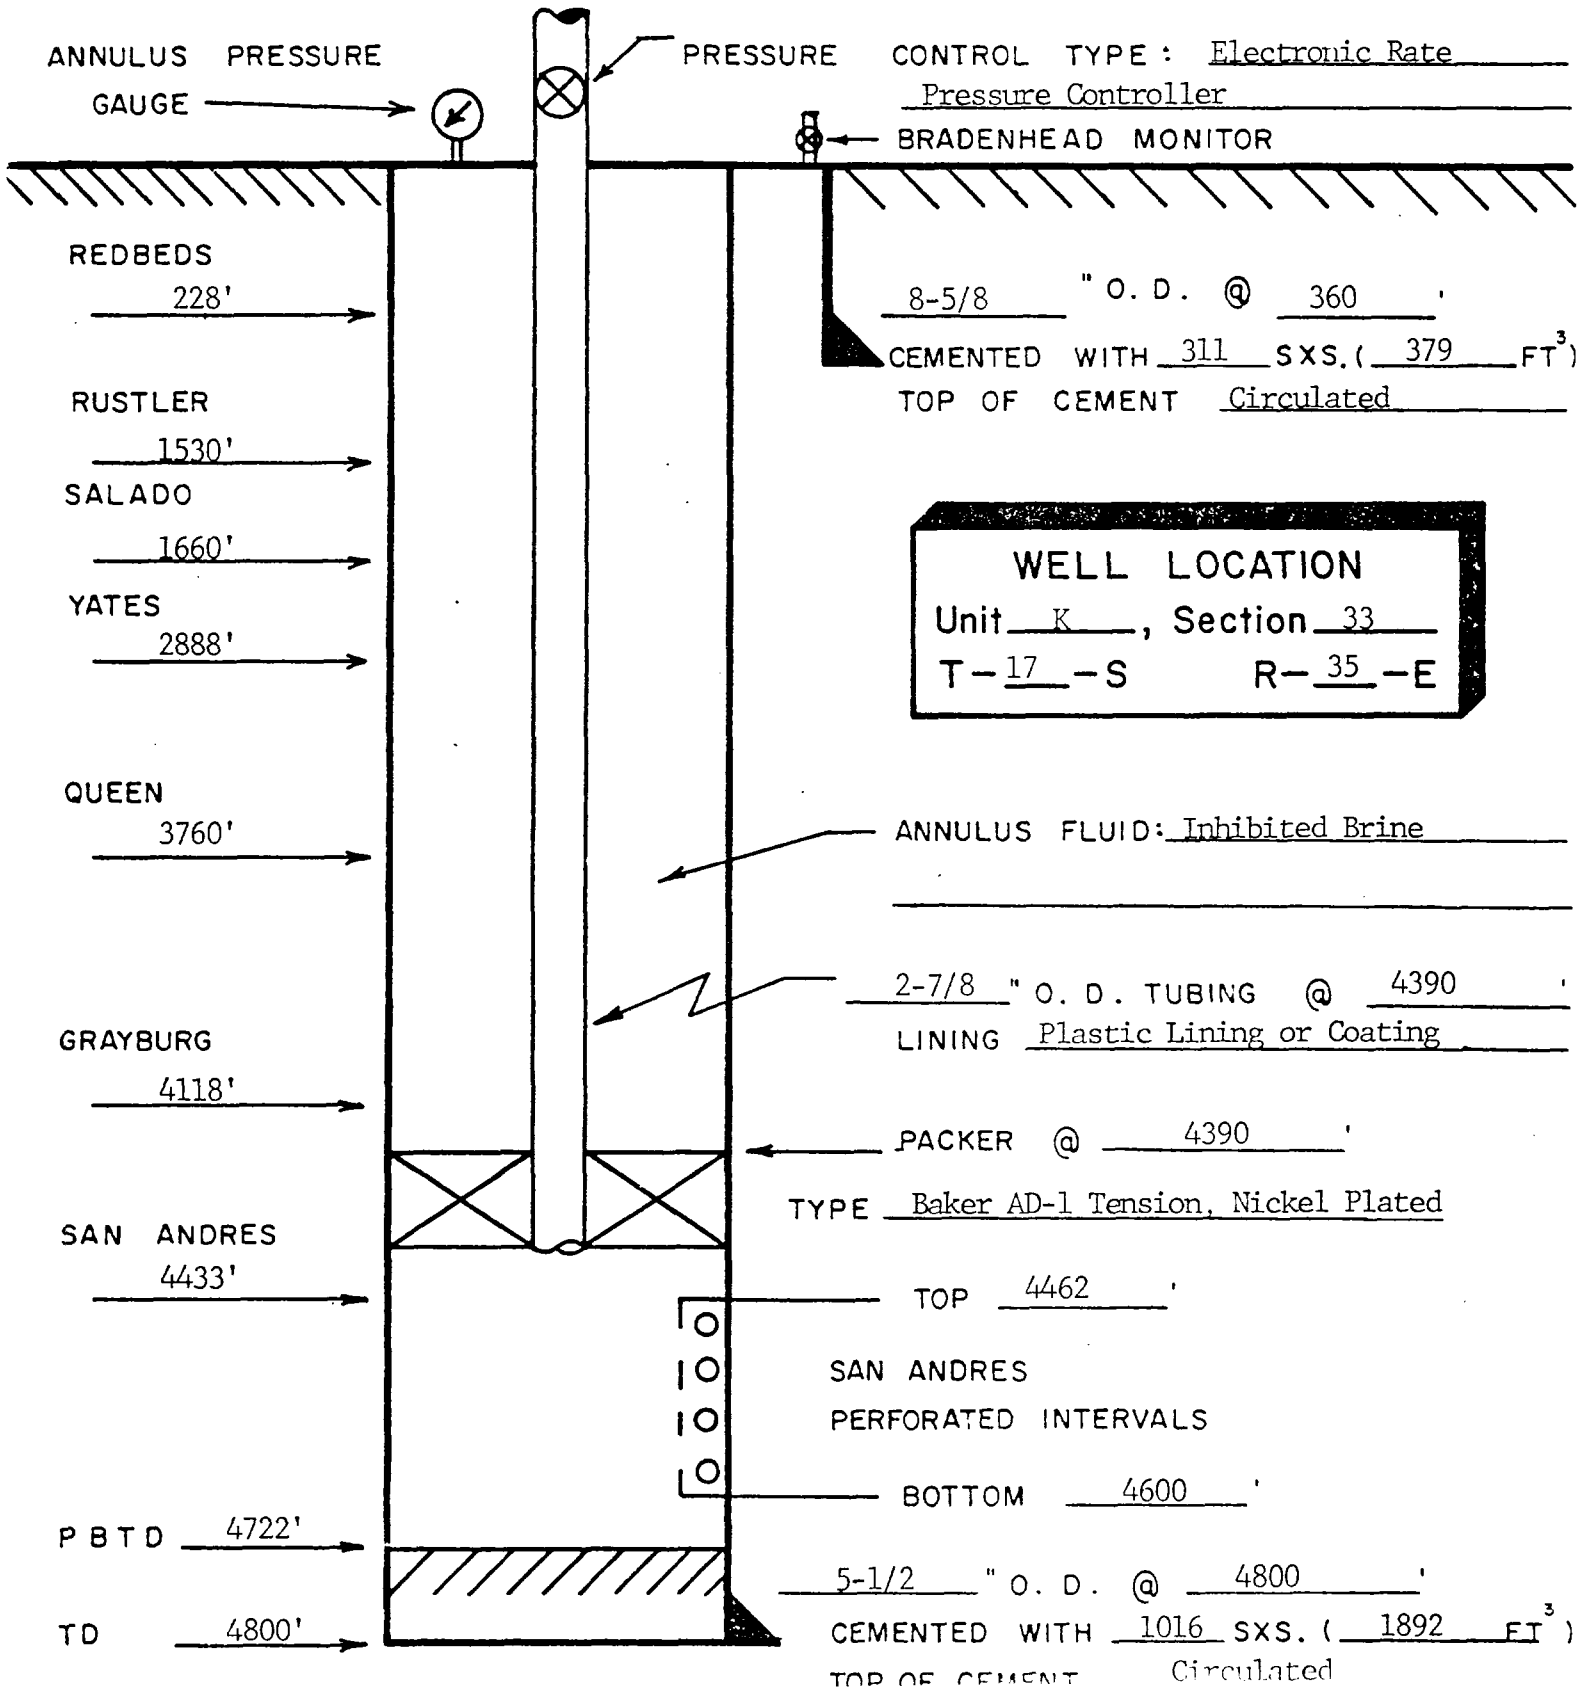 ANNULUS PRESSURE
GAUGE
PRESSURE CONTROL TYPE: Electronic Rate
Pressure Controller
BRADENHEAD MONITOR
REDBEDS
228'
8-5/8 " O. D. @ 360 '
CEMENTED WITH 311 SXS. ( 379 FT³)
TOP OF CEMENT Circulated
RUSTLER
1530'
SALADO
1660'
YATES
2888'
WELL LOCATION
Unit K, Section 33
T-17-S R-35-E
QUEEN
3760'
ANNULUS FLUID: Inhibited Brine
2-7/8 " O. D. TUBING @ 4390 '
LINING Plastic Lining or Coating
GRAYBURG
4118'
PACKER @ 4390 '
TYPE Baker AD-1 Tension, Nickel Plated
SAN ANDRES
4433'
TOP 4462 '
SAN ANDRES
PERFORATED INTERVALS
BOTTOM 4600 '
PBTD 4722'
5-1/2 " O. D. @ 4800 '
TD 4800'
CEMENTED WITH 1016 SXS. ( 1892 FT³)
TOP OF CEMENT Circulated